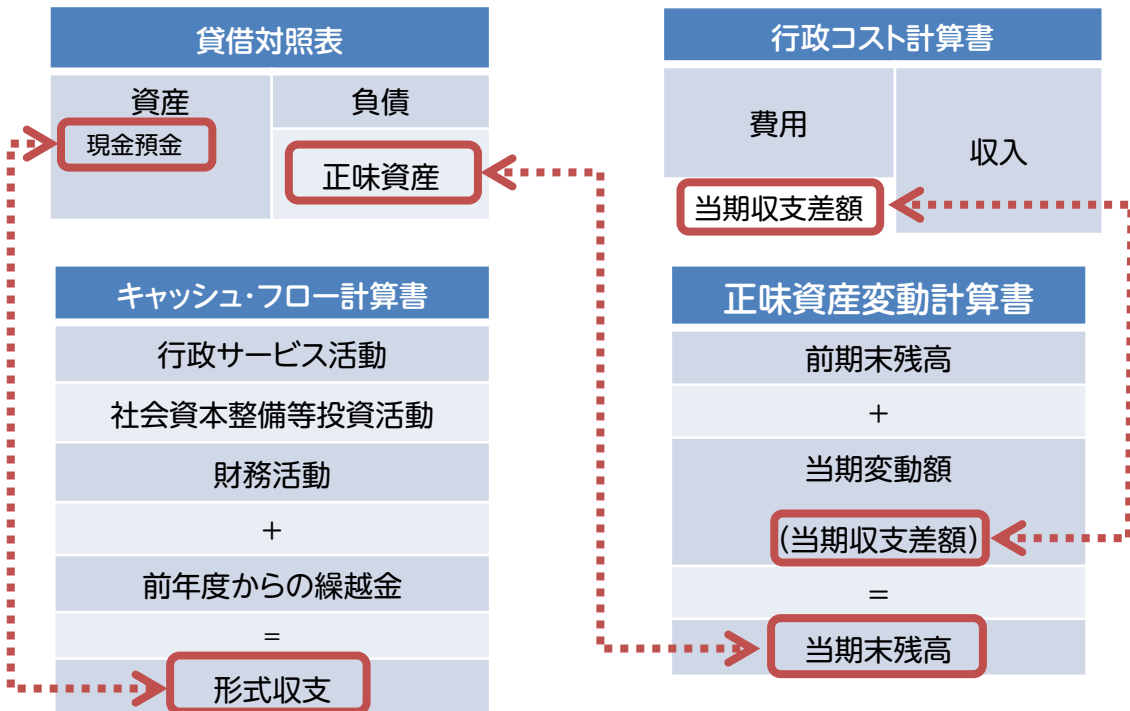 貸借対照表
資産
負債
現金預金
正味資産
行政コスト計算書
費用
収入
当期収支差額
キャッシュ・フロー計算書
行政サービス活動
社会資本整備等投資活動
財務活動
+
前年度からの繰越金
=
形式収支
正味資産変動計算書
前期末残高
+
当期変動額
(当期収支差額)
=
当期末残高